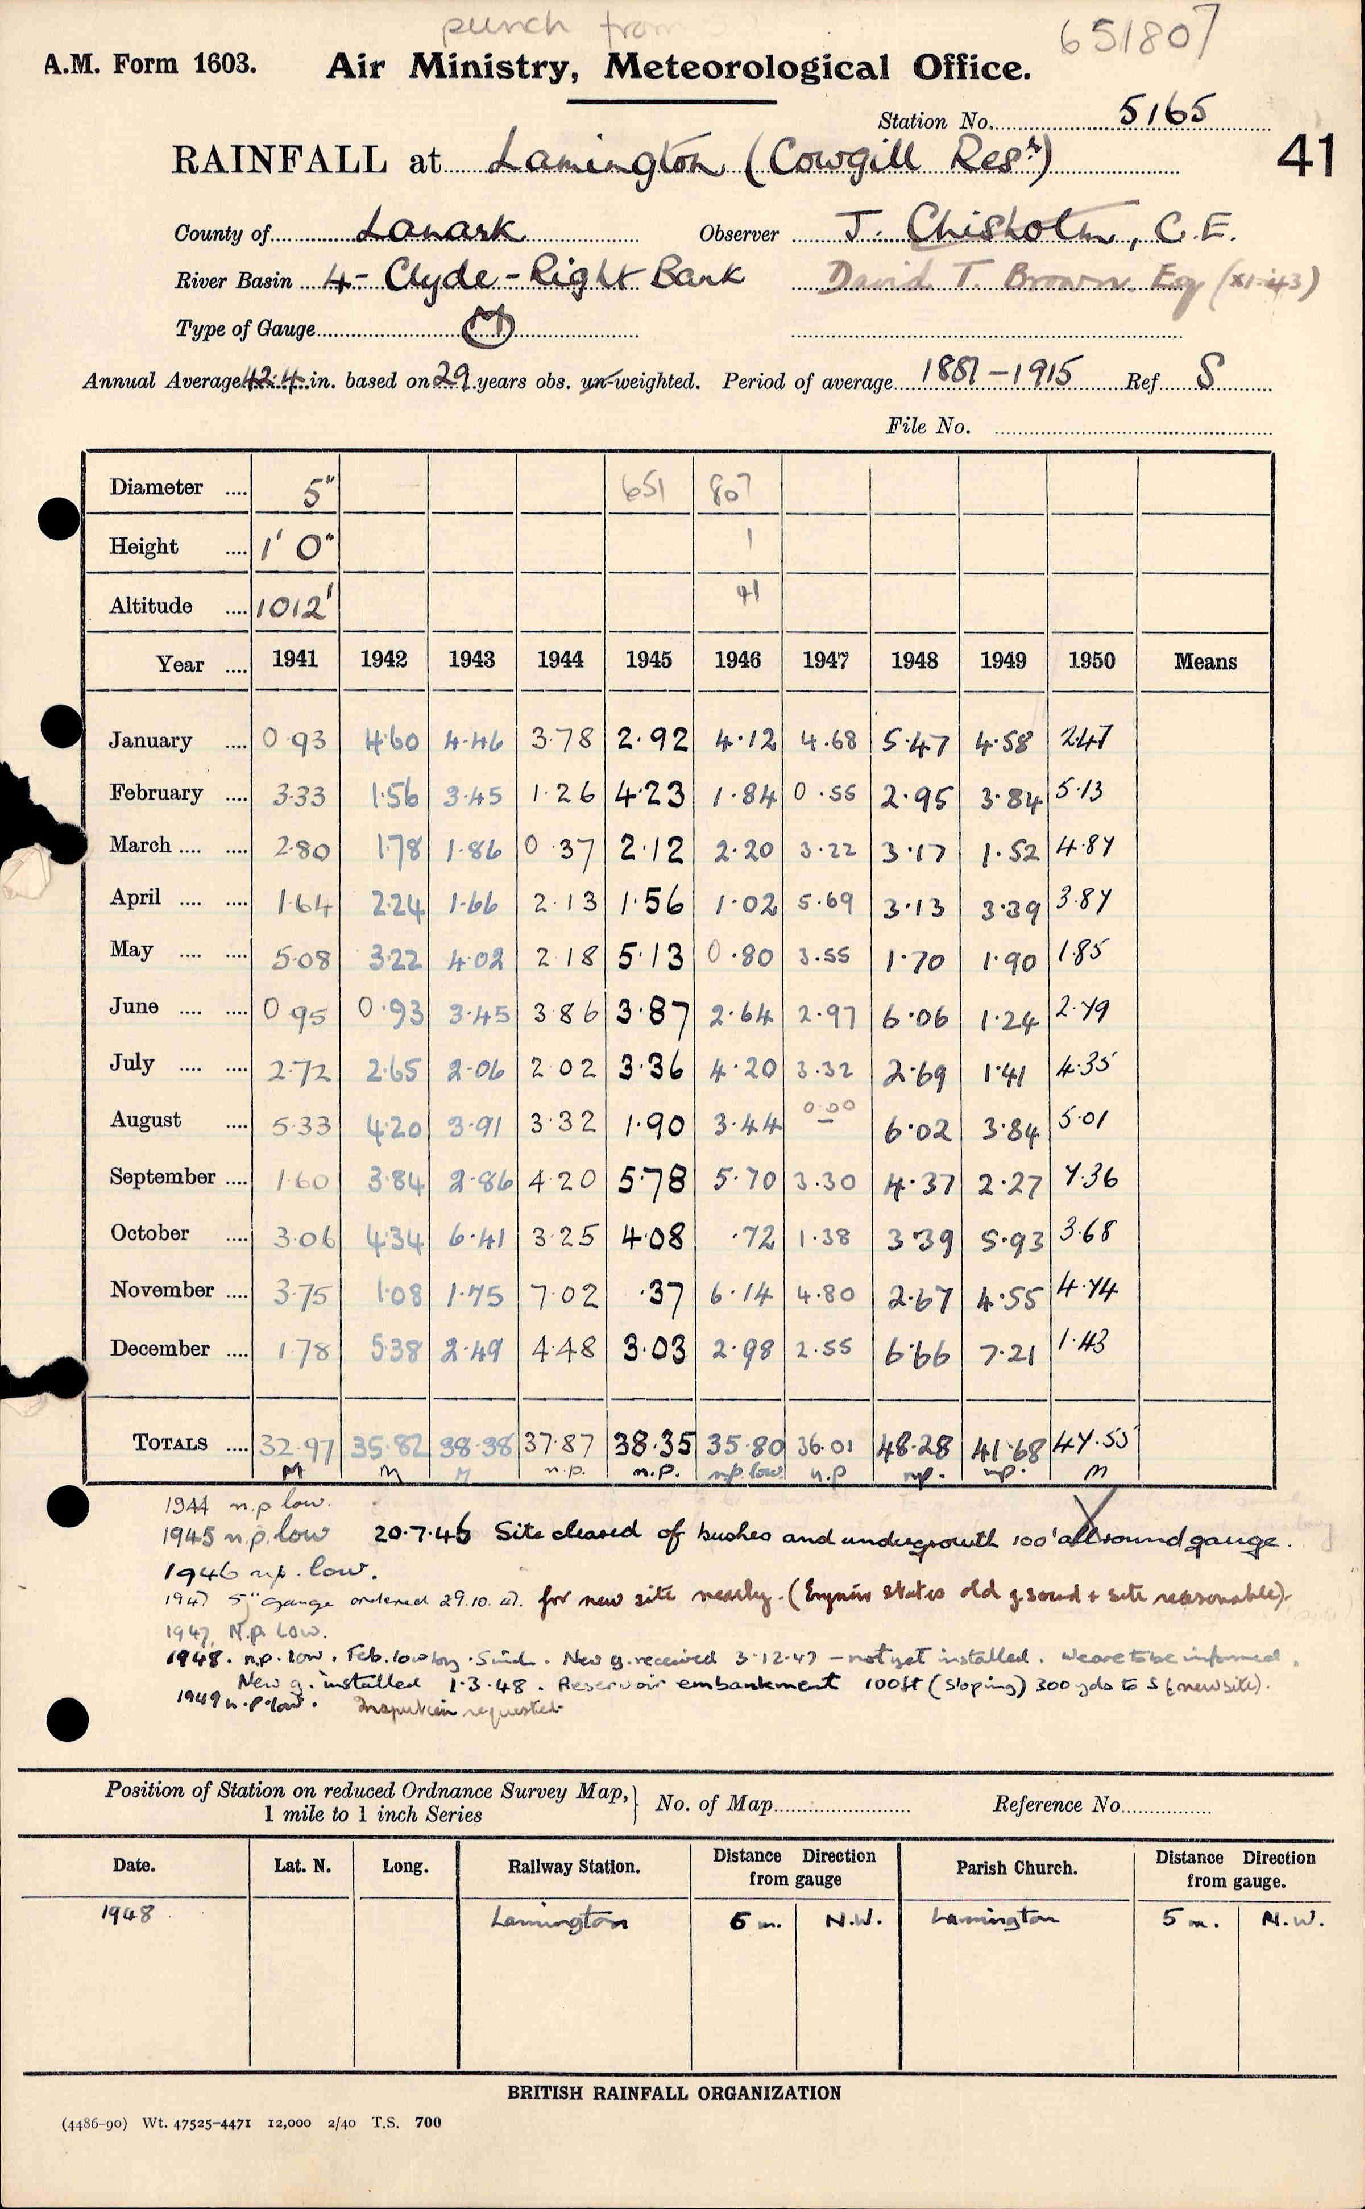 punch from
651807
A.M. Form 1603. Air Ministry, Meteorological Office.
Station No. 5165
RAINFALL at Lamington (Cowgill Resr) 41
County of Lanark Observer J. Chisholm, C.E.
River Basin 4 - Clyde - Right Bank David T. Brown Esq (XI-43)
Type of Gauge M
Annual Average 42.4 in. based on 29 years obs. un-weighted. Period of average 1887-1915 Ref S
File No.
Diameter .... 5" 651 807
Height .... 1' 0" 1
Altitude .... 1012' 41
Year .... 1941 1942 1943 1944 1945 1946 1947 1948 1949 1950 Means
January .... 0.93 4.60 4.46 3.78 2.92 4.12 4.68 5.47 4.58 2.47
February .... 3.33 1.56 3.45 1.26 4.23 1.84 0.55 2.95 3.84 5.13
March .... .... 2.80 1.78 1.86 0.37 2.12 2.20 3.22 3.17 1.52 4.87
April .... .... 1.64 2.24 1.66 2.13 1.56 1.02 5.69 3.13 3.39 3.87
May .... .... 5.08 3.22 4.02 2.18 5.13 0.80 3.55 1.70 1.90 1.85
June .... .... 0.95 0.93 3.45 3.86 3.87 2.64 2.97 6.06 1.24 2.79
July .... .... 2.72 2.65 2.06 2.02 3.36 4.20 3.32 2.69 1.41 4.35
August .... 5.33 4.20 3.91 3.32 1.90 3.44 0.00 – 6.02 3.84 5.01
September .... 1.60 3.84 2.86 4.20 5.78 5.70 3.30 4.37 2.27 7.36
October .... 3.06 4.34 6.41 3.25 4.08 .72 1.38 3.39 5.93 3.68
November .... 3.75 1.08 1.75 7.02 .37 6.14 4.80 2.67 4.55 4.74
December .... 1.78 5.38 2.49 4.48 3.03 2.98 2.55 6.66 7.21 1.43
TOTALS .... 32.97 35.82 38.38 37.87 38.35 35.80 36.01 48.28 41.68 47.55
M M M n.p. n.p. n.p. low n.p n.p. n.p. M
1944 n.p low.
1945 n.p. low 20.7.46 Site cleared of bushes and undergrowth 100' all round gauge.
1946 n.p. low.
1947 5" gauge ordered 29.10.47. for new site nearby. (Enquiries states old g. sound + site reasonable)
1947, N.p. Low.
1948. n.p. low. Feb. low by Snd. New g. received 3-12-47 - not yet installed. We are to be informed.
New g. installed 1.3.48. Reservoir embankment 100ft (sloping) 300 yds to S (new site).
1949 n.p. low. Inspection requested
Position of Station on reduced Ordnance Survey Map, 1 mile to 1 inch Series } No. of Map Reference No.
Date. Lat. N. Long. Railway Station. Distance Direction from gauge Parish Church. Distance Direction from gauge.
1948 Lamington 5 m. N.W. Lamington 5 m. N.W.
BRITISH RAINFALL ORGANIZATION
(4486-90) Wt. 47525-4471 12,000 2/40 T.S. 700